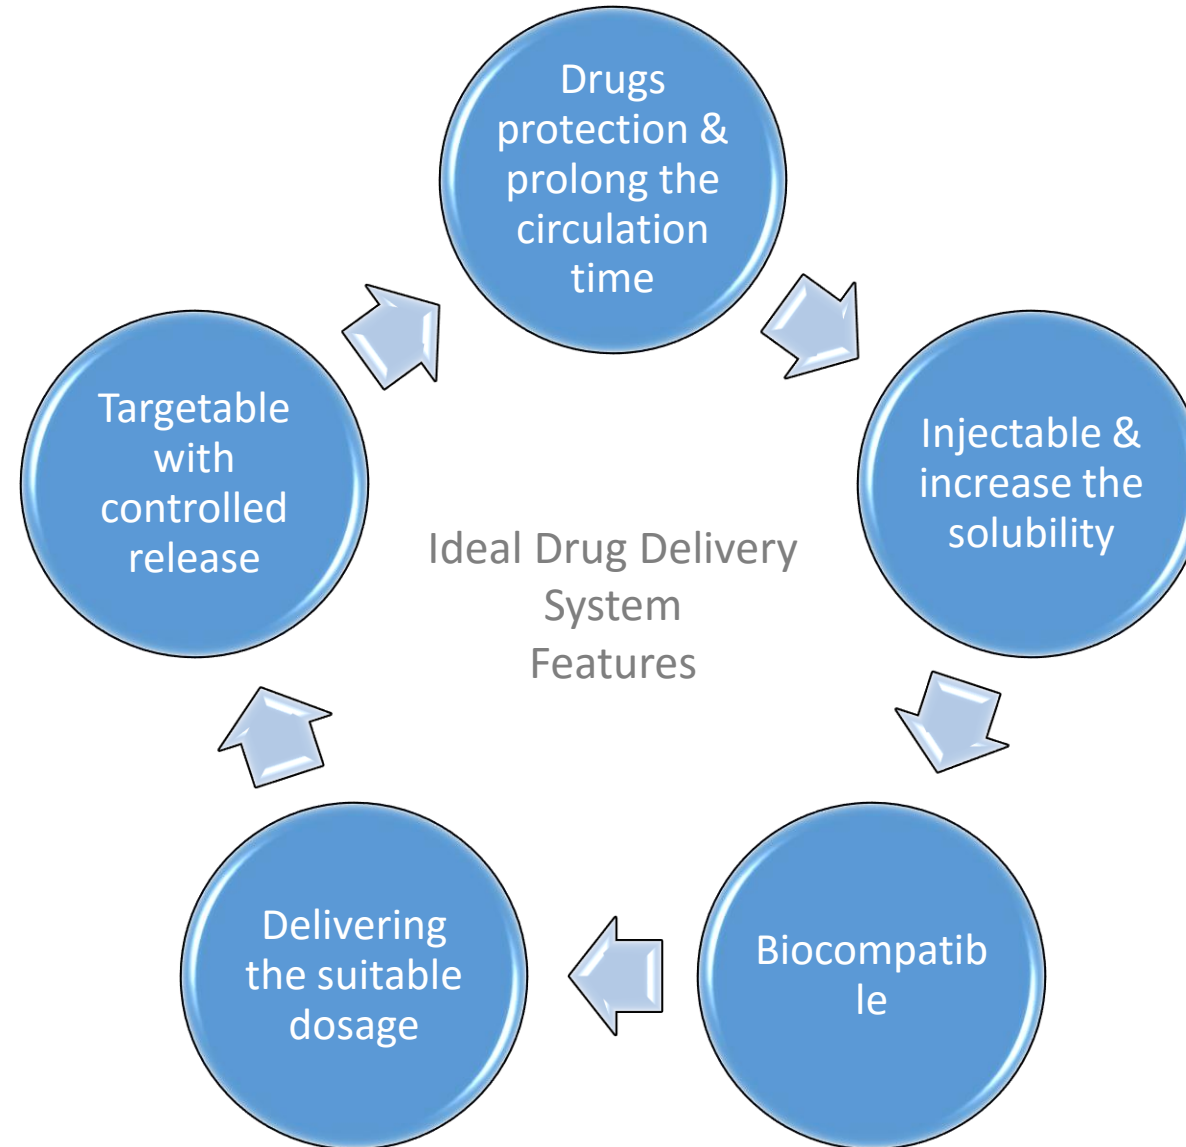 Drugs
protection &
prolong the
circulation
time
Injectable &
increase the
solubility
Biocompatib
le
Delivering
the suitable
dosage
Targetable
with
controlled
release
Ideal Drug Delivery
System
Features